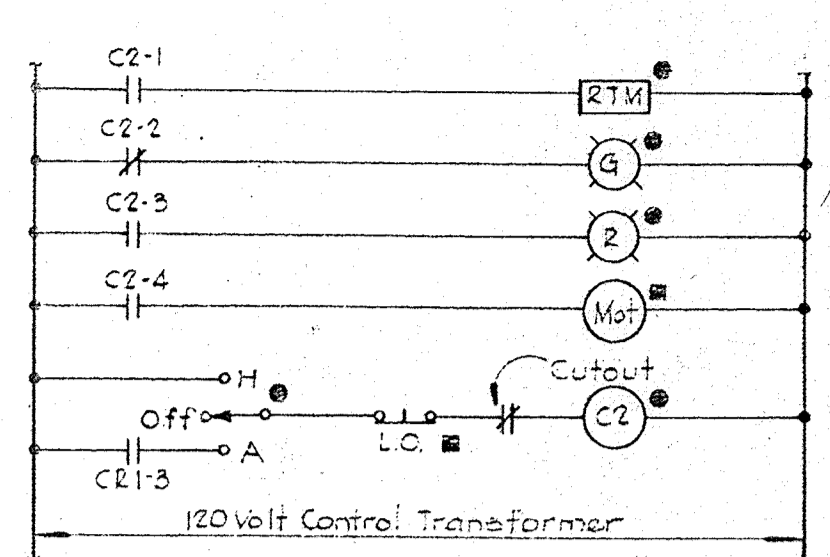 C2-1
RTM
C2-2
G
C2-3
R
C2-4
Mot
H
Cutout
Off
C2
L.O.
A
CR1-3
120 Volt Control Transformer